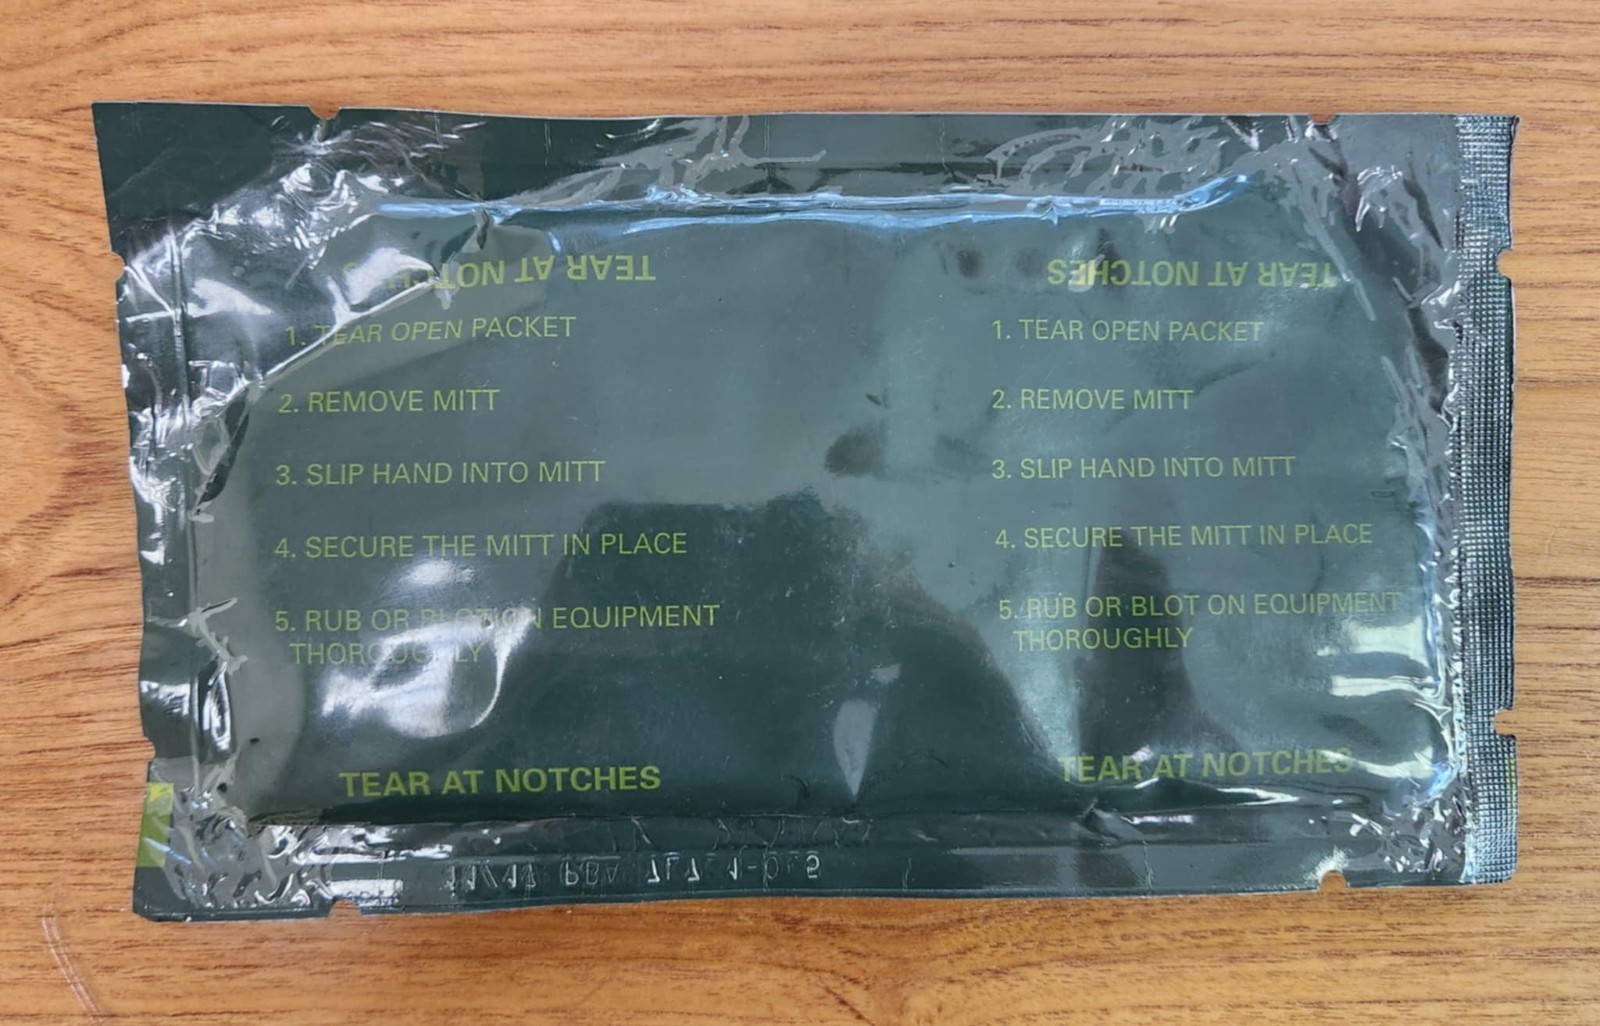 TEAR AT NOTCHES
TEAR AT NOTCHES
1. TEAR OPEN PACKET
2. REMOVE MITT
3. SLIP HAND INTO MITT
4. SECURE THE MITT IN PLACE
5. RUB OR BLOT ON EQUIPMENT
THOROUGHLY
TEAR AT NOTCHES
1. TEAR OPEN PACKET
2. REMOVE MITT
3. SLIP HAND INTO MITT
4. SECURE THE MITT IN PLACE
5. RUB OR BLOT ON EQUIPMENT
THOROUGHLY
TEAR AT NOTCHES